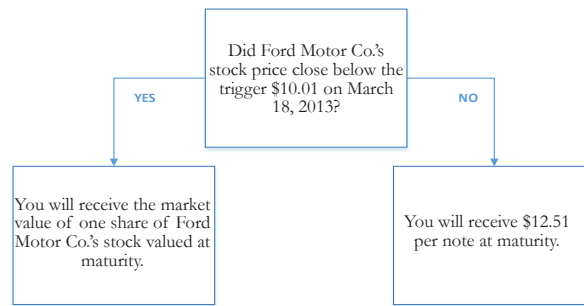 Did Ford Motor Co.'s
stock price close below the
trigger $10.01 on March
18, 2013?
YES
NO
You will receive the market
value of one share of Ford
Motor Co.'s stock valued at
maturity.
You will receive $12.51
per note at maturity.